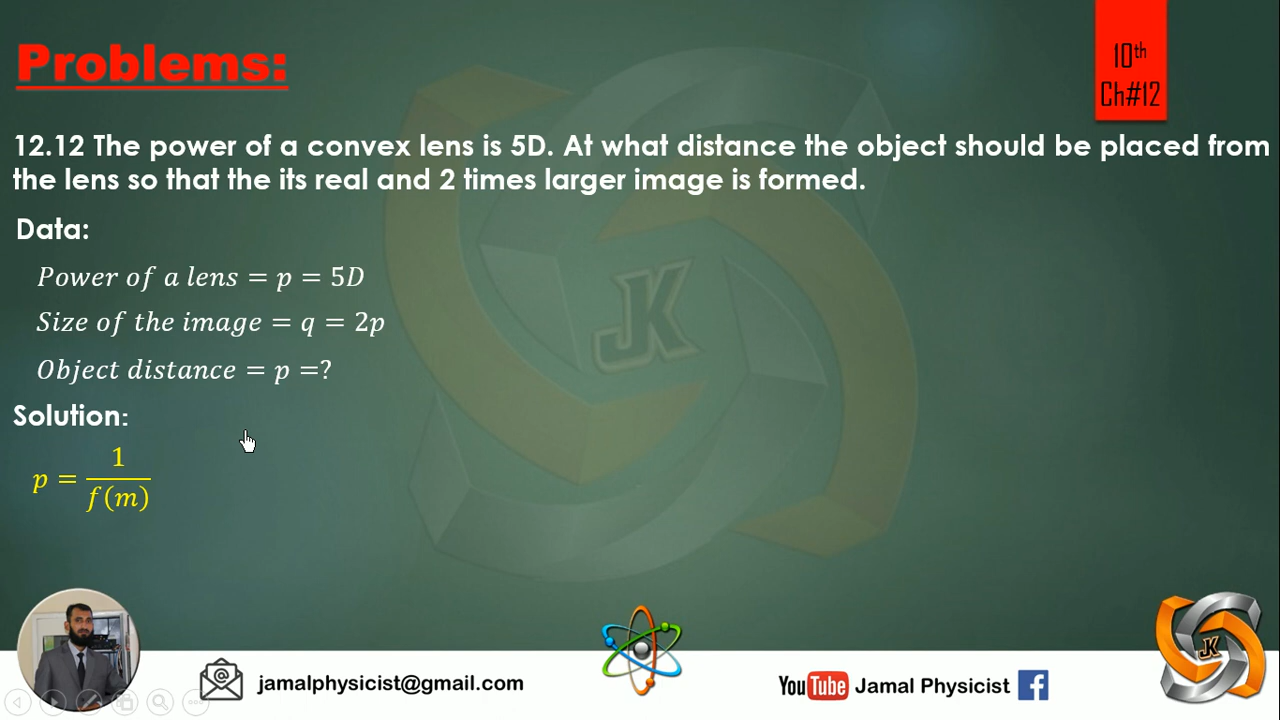 Problems:
10th
Ch#12
12.12 The power of a convex lens is 5D. At what distance the object should be placed from
the lens so that the its real and 2 times larger image is formed.
Data:
Power of a lens = p = 5D
Size of the image = q = 2p
Object distance = p =?
Solution:
p = 1/f(m)
JK
jamalphysicist@gmail.com
YouTube Jamal Physicist f
JK